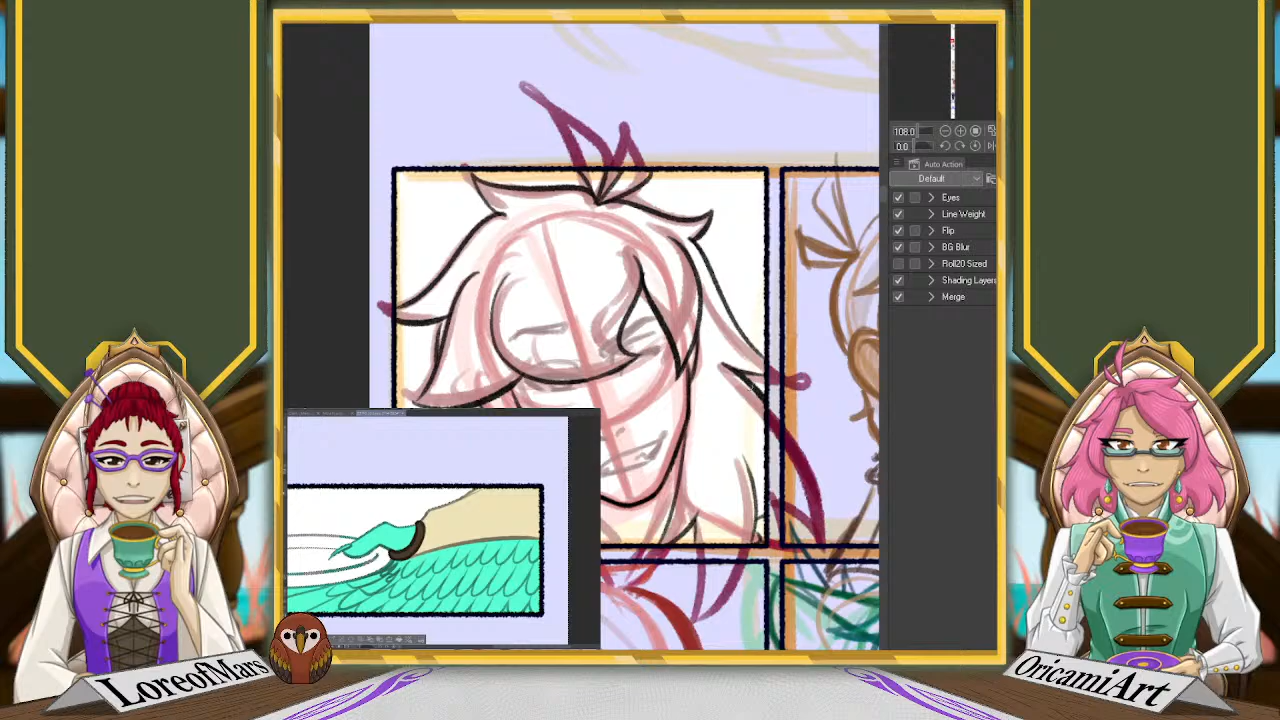 108.0
0.0
Auto Action
Default
Eyes
Line Weight
Flip
BG Blur
Roll20 Sized
Shading Layers
Merge
LoreofMars
OricamiArt